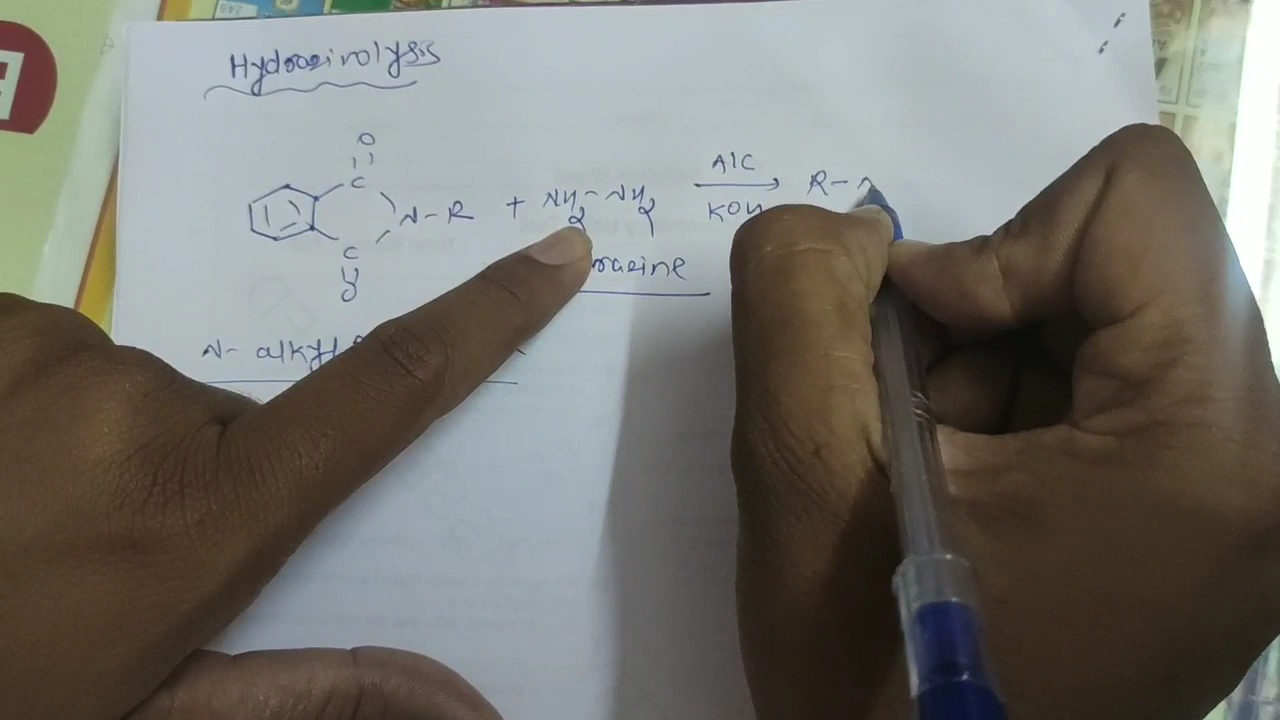 Hydrazinolysis
O
C
N-R + NH2-NH2 Alc KOH R-N
C
O
N-alkyl